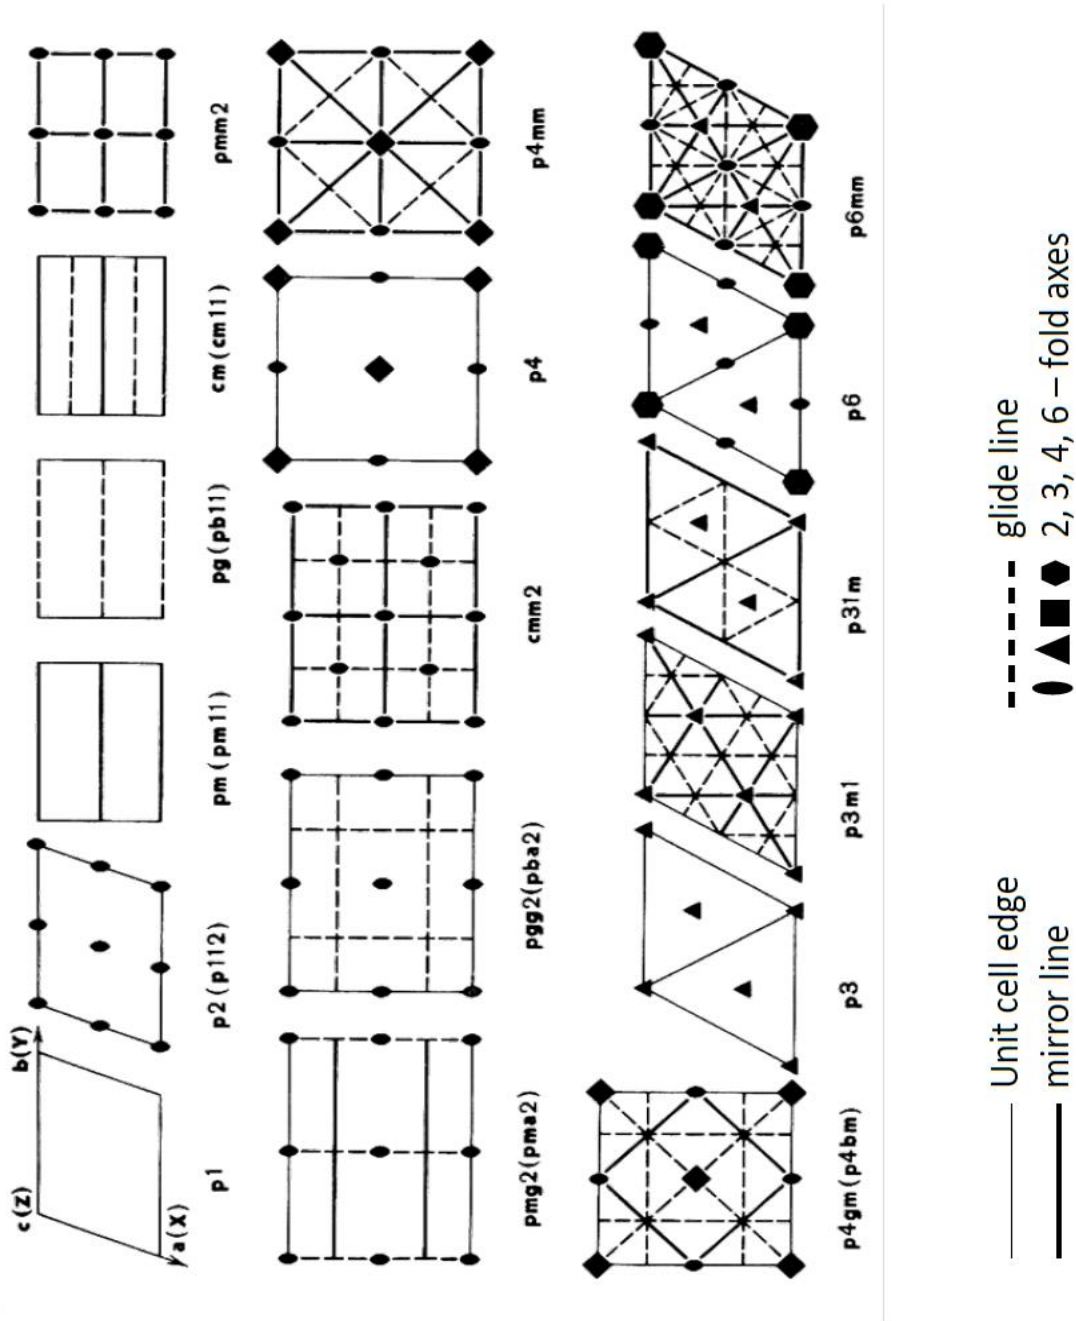 c(Z)
b(Y)
a(X)
p1
p2(p112)
pm(pm11)
pg(pb11)
cm(cm11)
pmm2
pmg2(pma2)
pgg2(pba2)
cmm2
p4
p4mm
p4gm(p4bm)
p3
p3m1
p31m
p6
p6mm
Unit cell edge
glide line
mirror line
2, 3, 4, 6 – fold axes